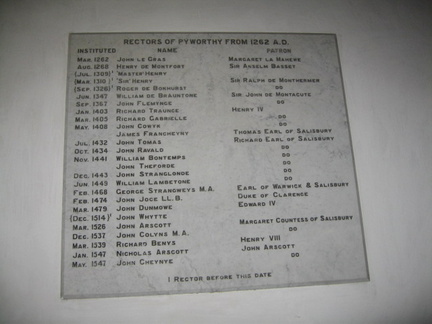 RECTORS OF PYWORTHY FROM 1262 A.D.
INSTITUTED NAME PATRON
MAR. 1262 JOHN LE GRAS MARGARET LA MAHERE
AUG. 1268 HENRY DE MONTFORT SIR ANSELM BASSET
(JUL. 1309)¹ 'MASTER' HENRY
(MAR. 1310)¹ 'SIR' HENRY SIR RALPH DE MONTHERMER
(SEP. 1326)¹ ROGER DE BONHURST DO
JUN. 1347 WILLIAM DE BRAUNTONE SIR JOHN DE MONTACUTE
SEP. 1367 JOHN FLEMYNGE DO
JAN. 1403 RICHARD TRAUNCE HENRY IV
MAR. 1405 RICHARD GABRIELLE DO
MAY. 1408 JOHN COWYK DO
JAMES FRANCHEYNY THOMAS EARL OF SALISBURY
JUL. 1432 JOHN TOMAS RICHARD EARL OF SALISBURY
OCT. 1434 JOHN RAVALD DO
NOV. 1441 WILLIAM BONTEMPS DO
JOHN THEFORDE DO
DEC. 1443 JOHN STRANGLONDE DO
JUN. 1449 WILLIAM LANGETONE DO
FEB. 1468 GEORGE STRANGWEYS M.A. EARL OF WARWICK & SALISBURY
FEB. 1474 JOHN JOCE LL.B. DUKE OF CLARENCE
MAR. 1479 JOHN DUNMOWE EDWARD IV
(DEC. 1514)¹ JOHN WHYTTE
MAR. 1526 JOHN ARSCOTT MARGARET COUNTESS OF SALISBURY
DEC. 1537 JOHN COLYNS M.A. DO
MAR. 1539 RICHARD BENYS HENRY VIII
JAN. 1547 NICHOLAS ARSCOTT JOHN ARSCOTT
MAY. 1547 JOHN CHEYNYE DO
1 RECTOR BEFORE THIS DATE